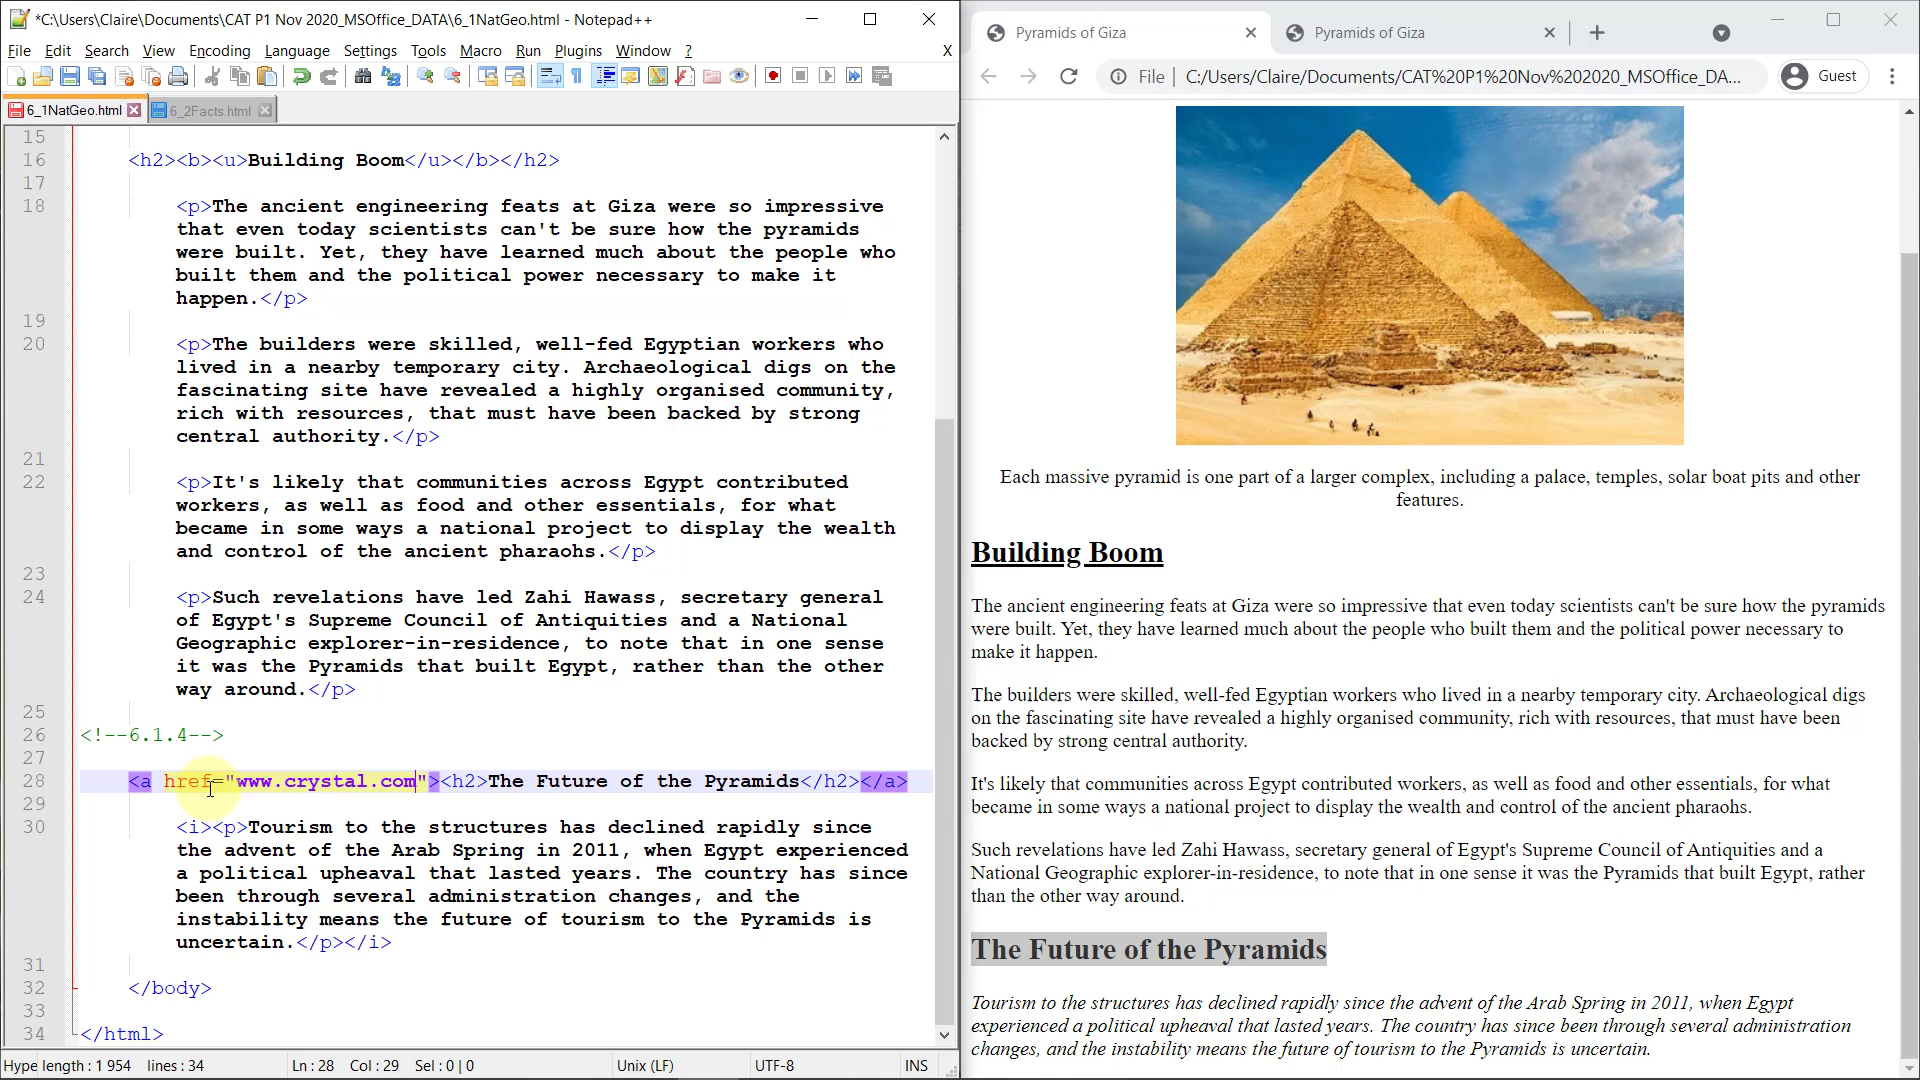 *C:\Users\Claire\Documents\CAT P1 Nov 2020_MSOffice_DATA\6_1NatGeo.html - Notepad++
File Edit Search View Encoding Language Settings Tools Macro Run Plugins Window ? X
6_1NatGeo.html 6_2Facts.html
15
16 <h2><b><u>Building Boom</u></b></h2>
17
18 <p>The ancient engineering feats at Giza were so impressive
that even today scientists can't be sure how the pyramids
were built. Yet, they have learned much about the people who
built them and the political power necessary to make it
happen.</p>
19
20 <p>The builders were skilled, well-fed Egyptian workers who
lived in a nearby temporary city. Archaeological digs on the
fascinating site have revealed a highly organised community,
rich with resources, that must have been backed by strong
central authority.</p>
21
22 <p>It's likely that communities across Egypt contributed
workers, as well as food and other essentials, for what
became in some ways a national project to display the wealth
and control of the ancient pharaohs.</p>
23
24 <p>Such revelations have led Zahi Hawass, secretary general
of Egypt's Supreme Council of Antiquities and a National
Geographic explorer-in-residence, to note that in one sense
it was the Pyramids that built Egypt, rather than the other
way around.</p>
25
26 <!--6.1.4-->
27
28 <a href="www.crystal.com"><h2>The Future of the Pyramids</h2></a>
29
30 <i><p>Tourism to the structures has declined rapidly since
the advent of the Arab Spring in 2011, when Egypt experienced
a political upheaval that lasted years. The country has since
been through several administration changes, and the
instability means the future of tourism to the Pyramids is
uncertain.</p></i>
31
32 </body>
33
34 </html>
Hype length : 1 954 lines : 34 Ln : 28 Col : 29 Sel : 0 | 0 Unix (LF) UTF-8 INS
Pyramids of Giza Pyramids of Giza
File C:/Users/Claire/Documents/CAT%20P1%20Nov%202020_MSOffice_DA... Guest
Each massive pyramid is one part of a larger complex, including a palace, temples, solar boat pits and other
features.
Building Boom
The ancient engineering feats at Giza were so impressive that even today scientists can't be sure how the pyramids
were built. Yet, they have learned much about the people who built them and the political power necessary to
make it happen.
The builders were skilled, well-fed Egyptian workers who lived in a nearby temporary city. Archaeological digs
on the fascinating site have revealed a highly organised community, rich with resources, that must have been
backed by strong central authority.
It's likely that communities across Egypt contributed workers, as well as food and other essentials, for what
became in some ways a national project to display the wealth and control of the ancient pharaohs.
Such revelations have led Zahi Hawass, secretary general of Egypt's Supreme Council of Antiquities and a
National Geographic explorer-in-residence, to note that in one sense it was the Pyramids that built Egypt, rather
than the other way around.
The Future of the Pyramids
Tourism to the structures has declined rapidly since the advent of the Arab Spring in 2011, when Egypt
experienced a political upheaval that lasted years. The country has since been through several administration
changes, and the instability means the future of tourism to the Pyramids is uncertain.